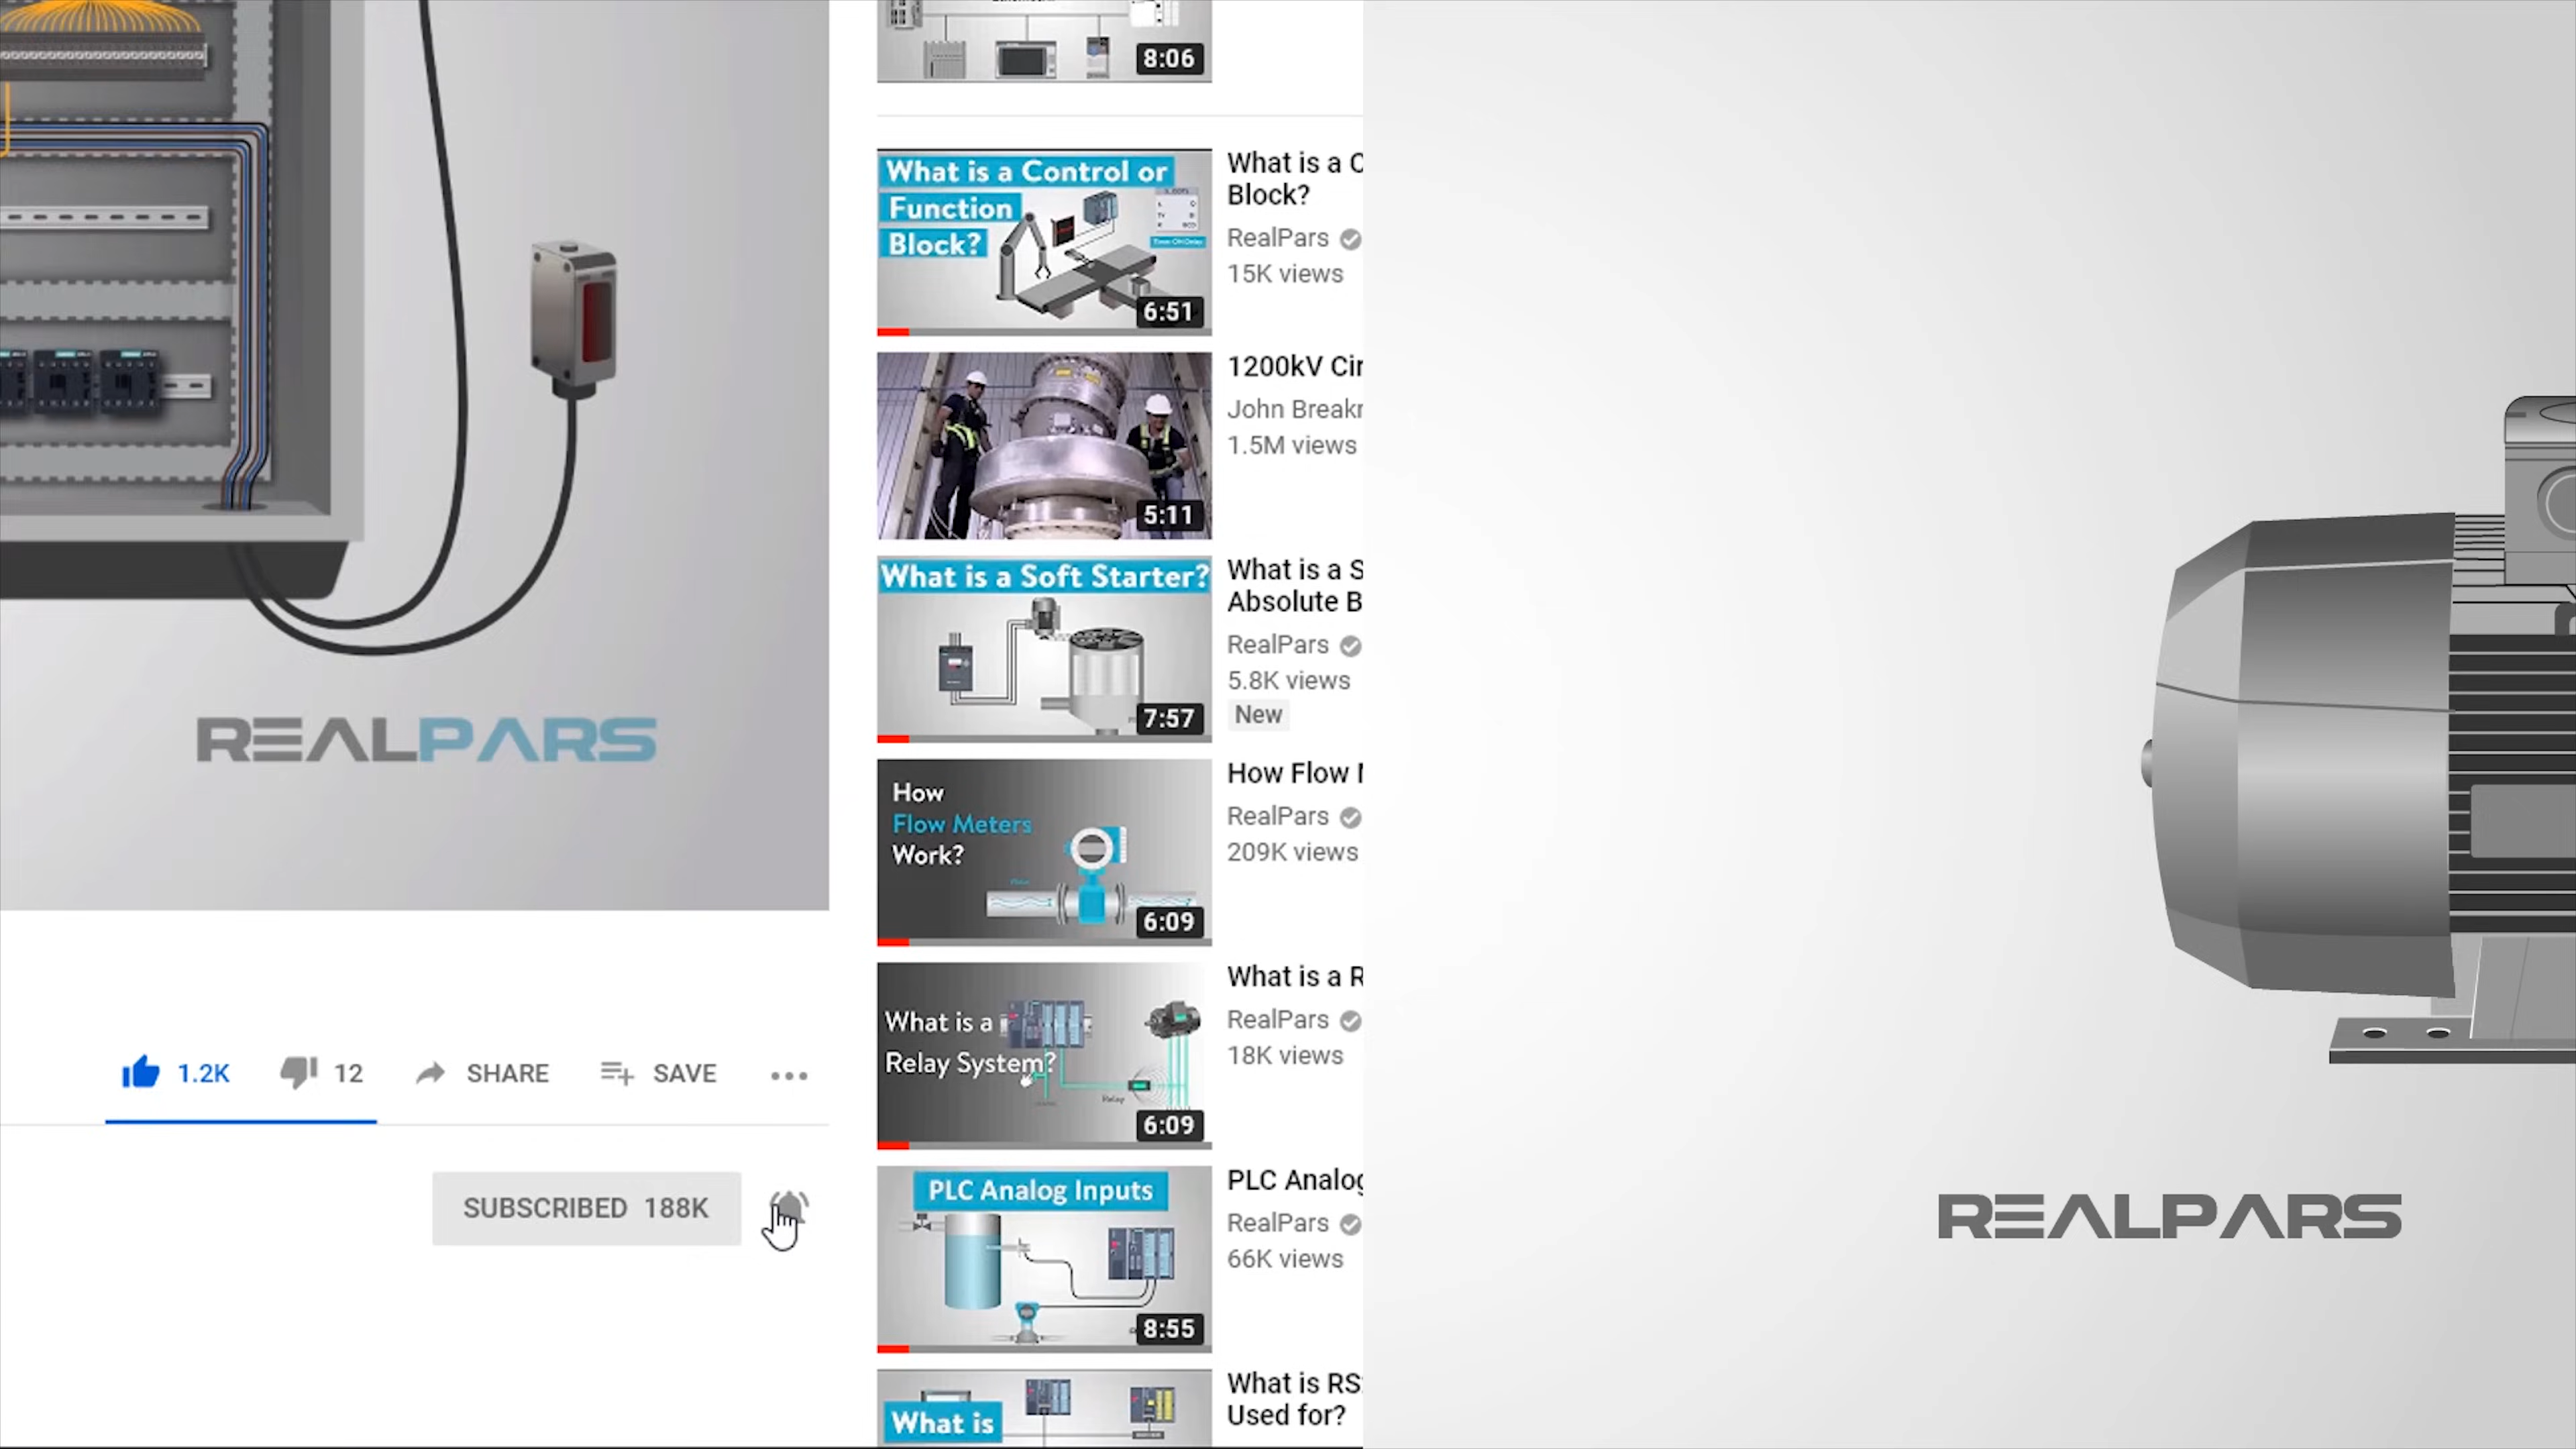 REALPARS
1.2K
12
SHARE
SAVE
SUBSCRIBED 188K
8:06
What is a Control or
Function
Block?
6:51
What is a C
Block?
RealPars
15K views
5:11
1200kV Cir
John Breakr
1.5M views
What is a Soft Starter?
7:57
What is a S
Absolute B
RealPars
5.8K views
New
How
Flow Meters
Work?
6:09
How Flow
RealPars
209K views
What is a
Relay System?
Relay
6:09
What is a R
RealPars
18K views
PLC Analog Inputs
8:55
PLC Analog
RealPars
66K views
What is
What is RS
Used for?
REALPARS